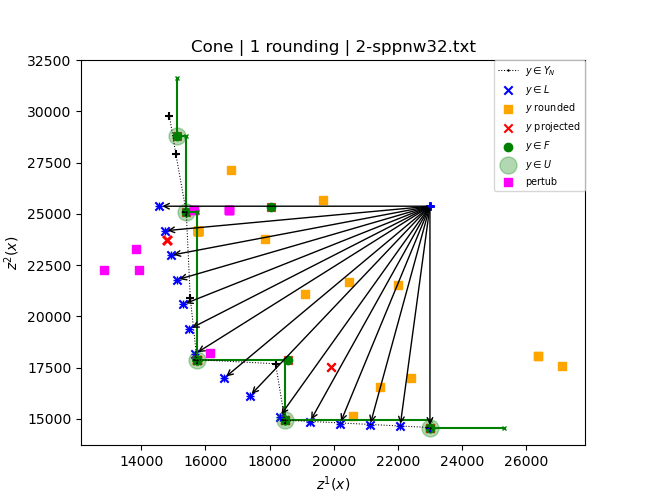 Cone | 1 rounding | 2-sppnw32.txt
32500
30000
27500
25000
22500
20000
17500
15000
z²(x)
14000 16000 18000 20000 22000 24000 26000
z¹(x)
y ∈ Y_N
y ∈ L
y rounded
y projected
y ∈ F
y ∈ U
pertub